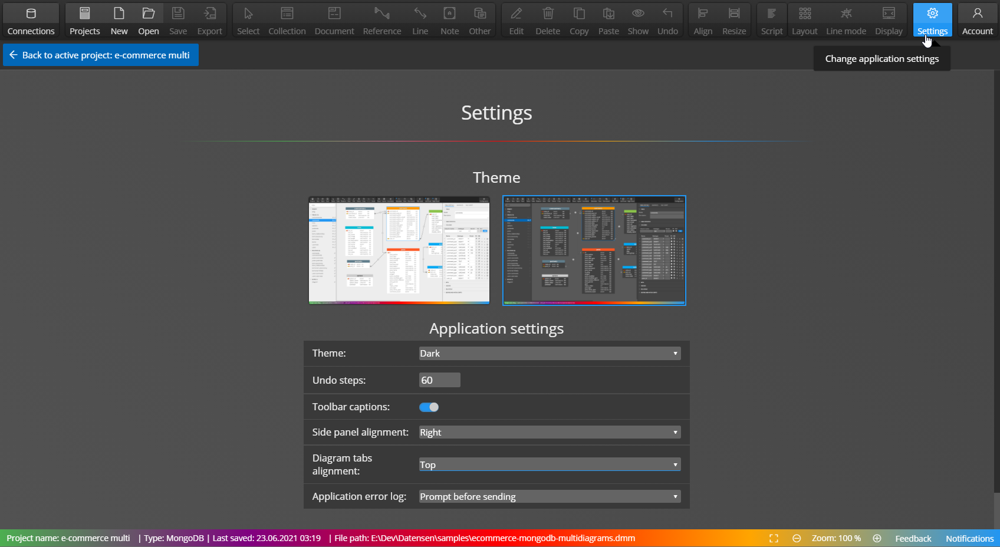 Connections Projects New Open Save Export Select Collection Document Reference Line Note Other Edit Delete Copy Paste Show Undo Align Resize Script Layout Line mode Display Settings Account
Back to active project: e-commerce multi
Change application settings
Settings
Theme
Application settings
Theme: Dark
Undo steps: 60
Toolbar captions:
Side panel alignment: Right
Diagram tabs
alignment: Top
Application error log: Prompt before sending
Project name: e-commerce multi | Type: MongoDB | Last saved: 23.06.2021 03:19 | File path: E:\Dev\Datensen\samples\ecommerce-mongodb-multidiagrams.dmm Zoom: 100 % Feedback Notifications